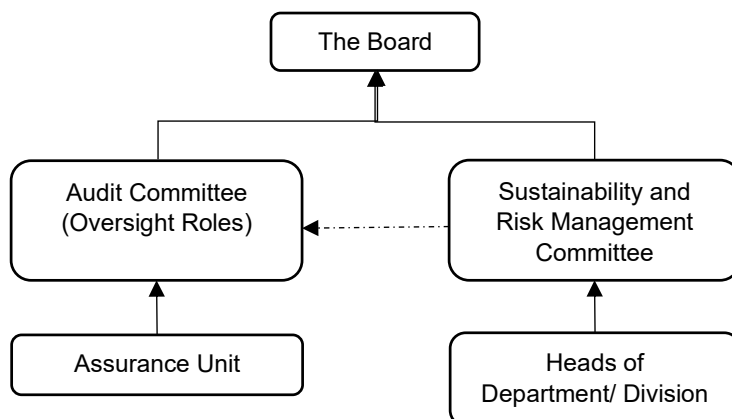 The Board
Audit Committee
(Oversight Roles)
Sustainability and
Risk Management
Committee
Assurance Unit
Heads of
Department/ Division